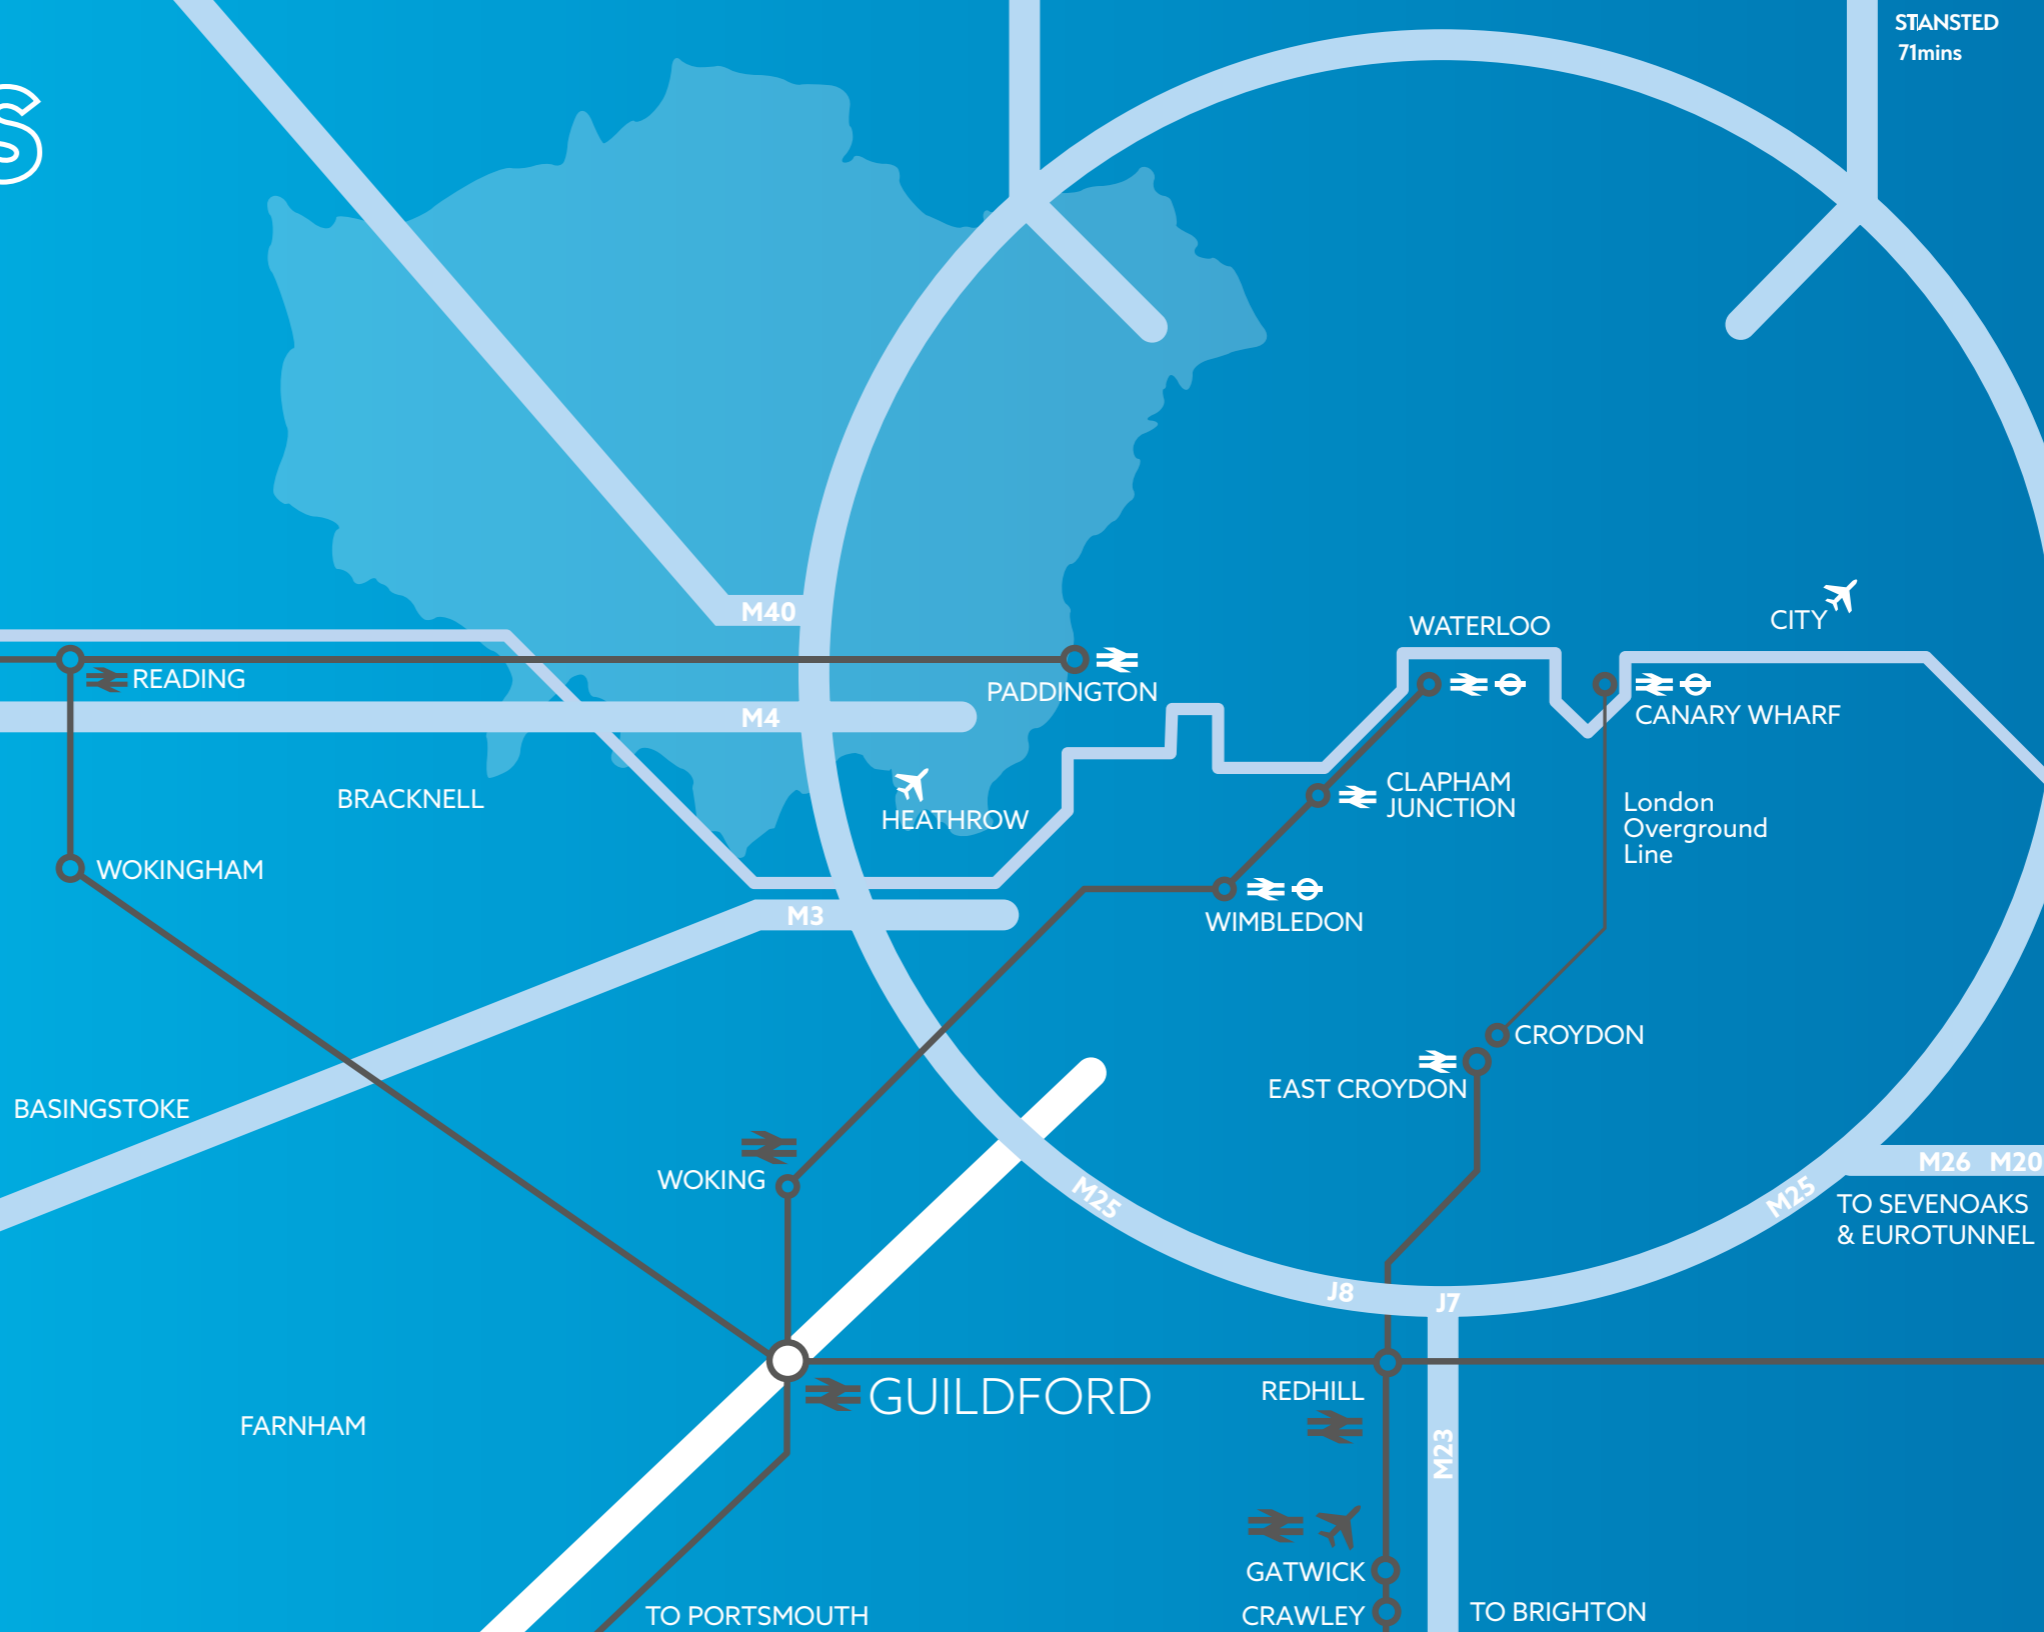 STANSTED
71mins
S
M40
WATERLOO
CITY
READING
PADDINGTON
M4
CANARY WHARF
BRACKNELL
HEATHROW
CLAPHAM
JUNCTION
London
Overground
Line
WOKINGHAM
M3
WIMBLEDON
CROYDON
EAST CROYDON
BASINGSTOKE
WOKING
M25
M25
M26 M20
TO SEVENOAKS
& EUROTUNNEL
J8
J7
GUILDFORD
REDHILL
FARNHAM
M23
GATWICK
CRAWLEY
TO PORTSMOUTH
TO BRIGHTON